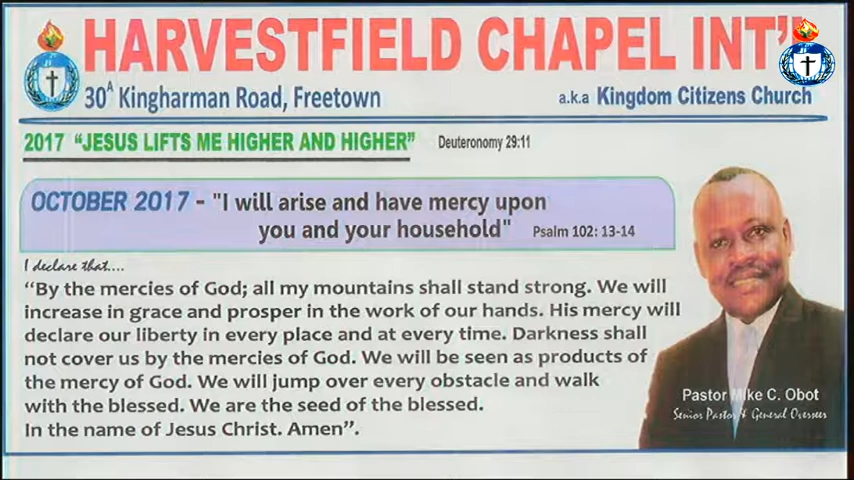 HARVESTFIELD CHAPEL INT'L
30A Kingharman Road, Freetown
a.k.a Kingdom Citizens Church
2017 "JESUS LIFTS ME HIGHER AND HIGHER" Deuteronomy 29:11
OCTOBER 2017 - "I will arise and have mercy upon
you and your household" Psalm 102: 13-14
I declare that....
“By the mercies of God; all my mountains shall stand strong. We will
increase in grace and prosper in the work of our hands. His mercy will
declare our liberty in every place and at every time. Darkness shall
not cover us by the mercies of God. We will be seen as products of
the mercy of God. We will jump over every obstacle and walk
with the blessed. We are the seed of the blessed.
In the name of Jesus Christ. Amen”.
Pastor Mike C. Obot
Senior Pastor & General Overseer